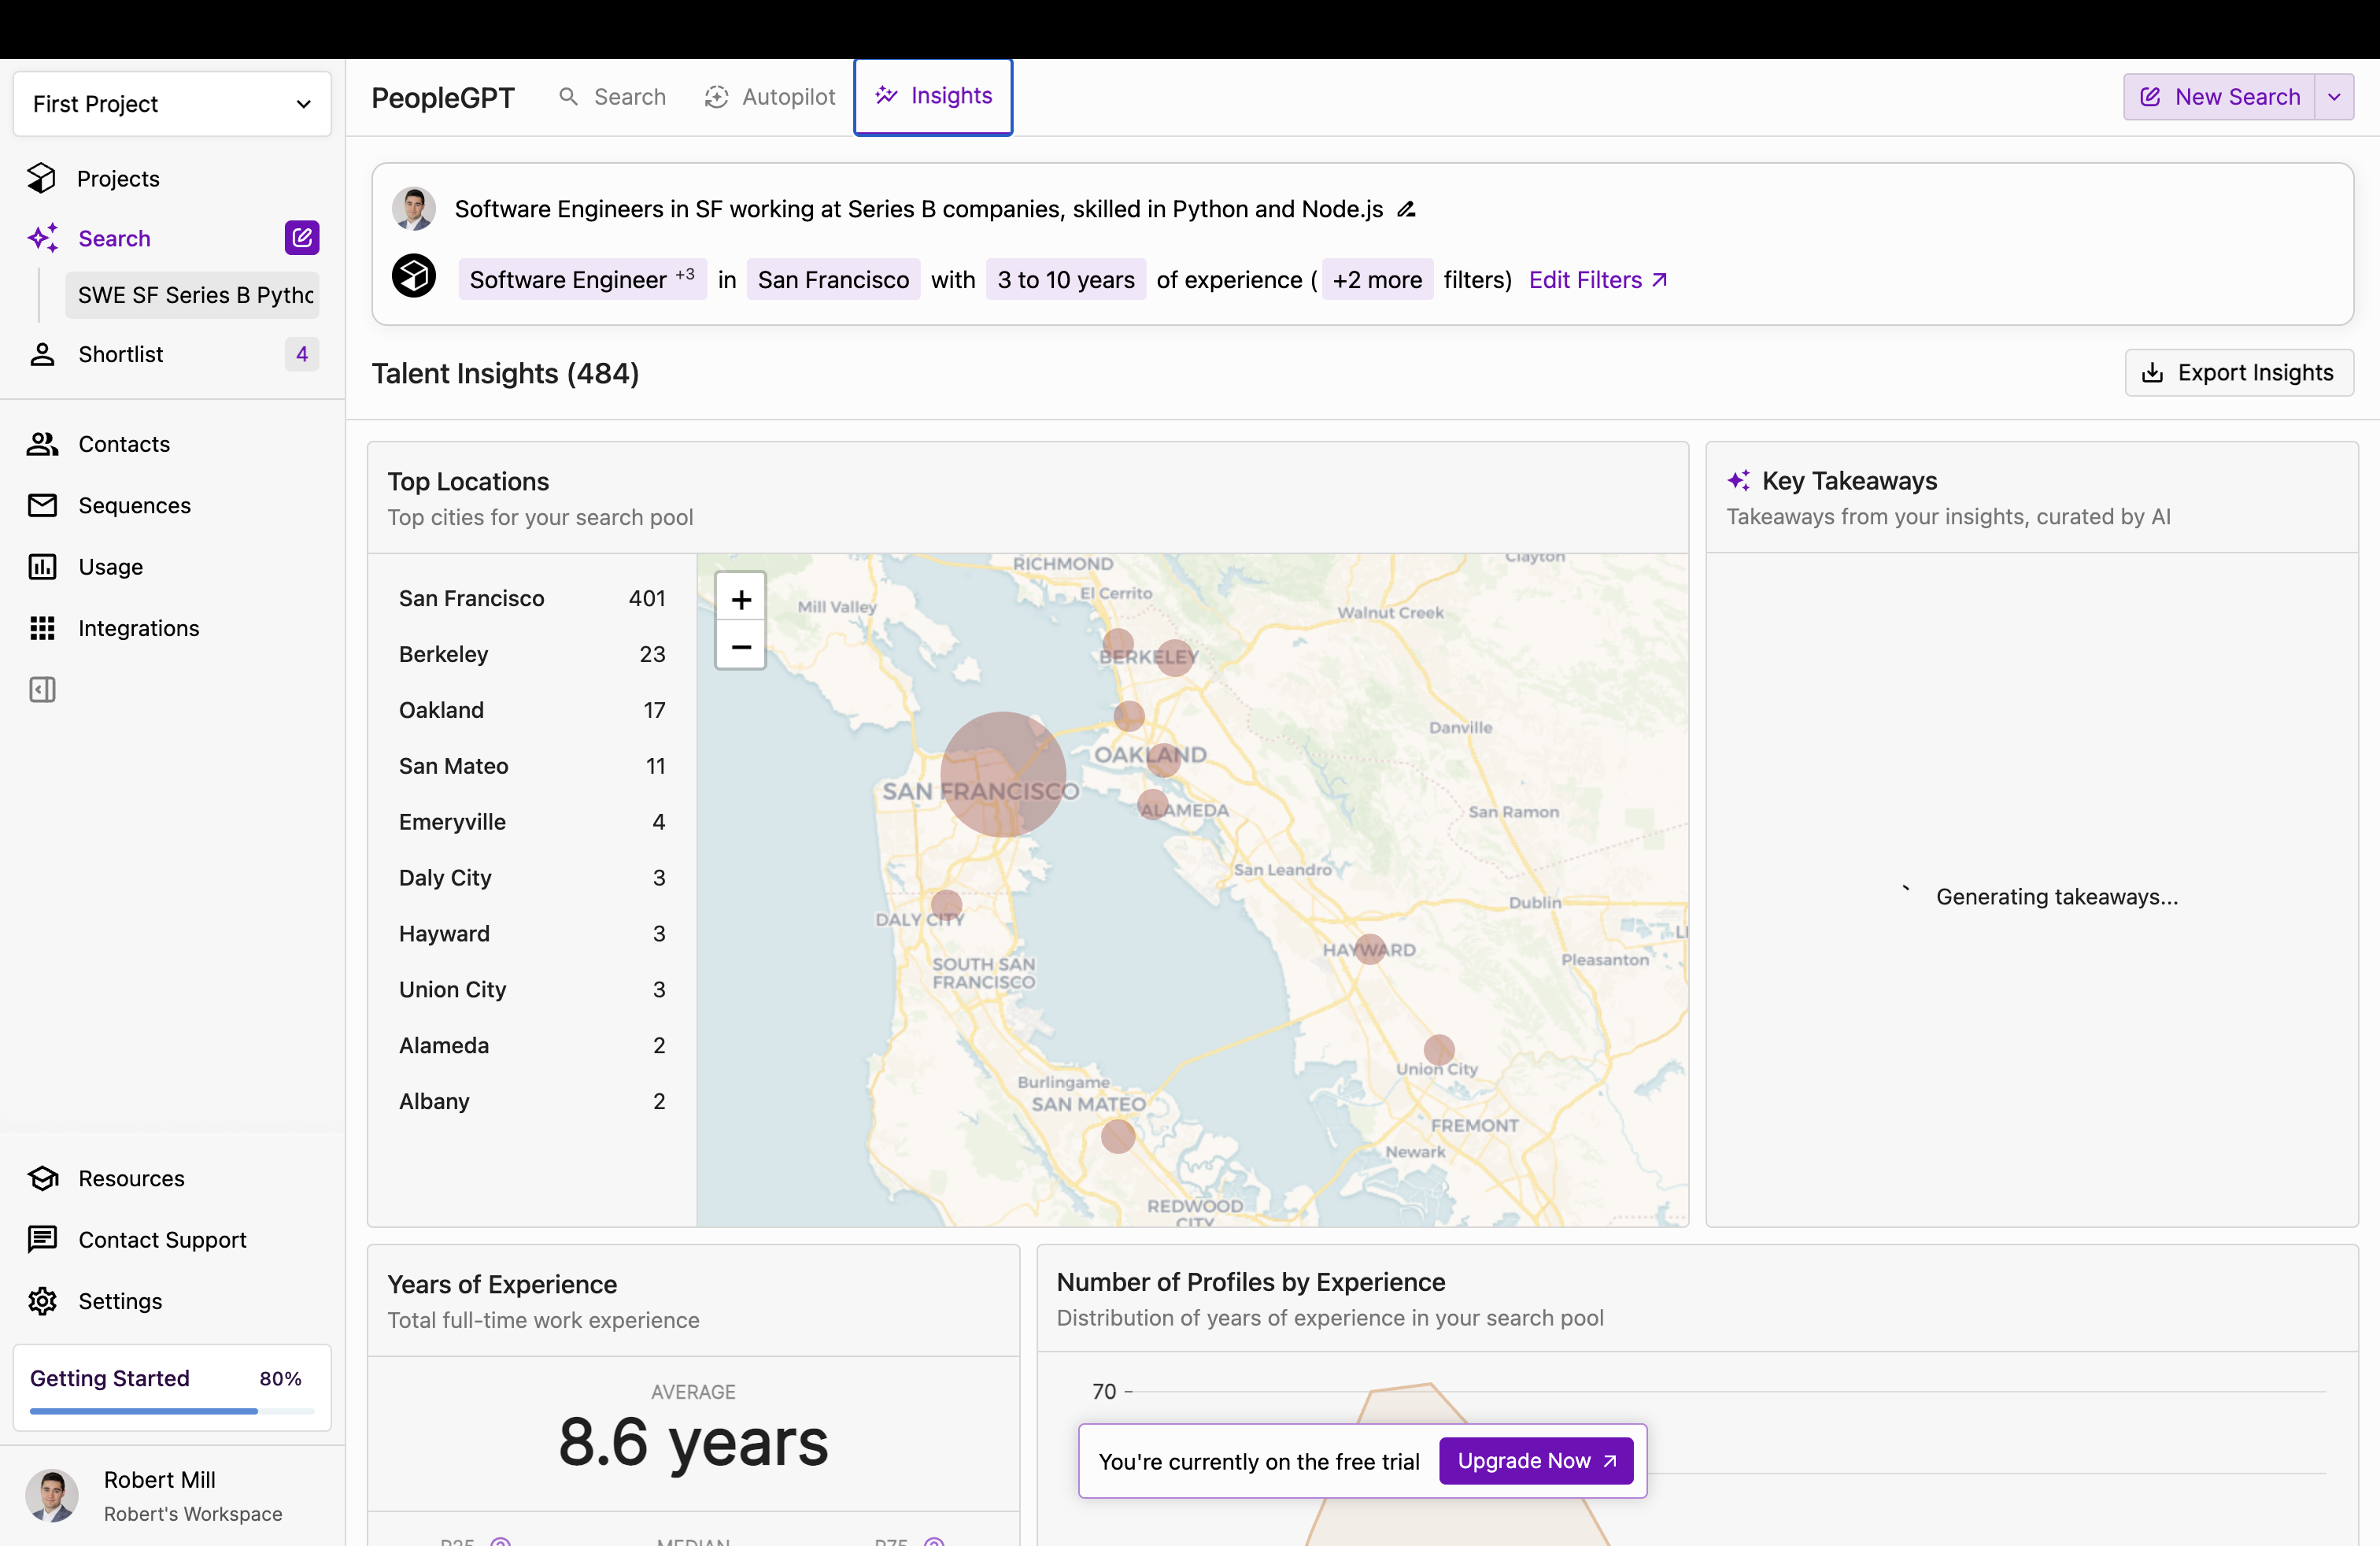 First Project
Projects
Search
SWE SF Series B Pythc
Shortlist 4
Contacts
Sequences
Usage
Integrations
Resources
Contact Support
Settings
Getting Started 80%
Robert Mill
Robert's Workspace
PeopleGPT Search Autopilot Insights New Search
Software Engineers in SF working at Series B companies, skilled in Python and Node.js
Software Engineer +3 in San Francisco with 3 to 10 years of experience ( +2 more filters) Edit Filters
Talent Insights (484) Export Insights
Top Locations
Top cities for your search pool
San Francisco 401
Berkeley 23
Oakland 17
San Mateo 11
Emeryville 4
Daly City 3
Hayward 3
Union City 3
Alameda 2
Albany 2
+
−
Clayton
RICHMOND
El Cerrito
Mill Valley
Walnut Creek
BERKELEY
Danville
OAKLAND
SAN FRANCISCO
ALAMEDA
San Ramon
San Leandro
Dublin
DALY CITY
HAYWARD
Pleasanton
SOUTH SAN
FRANCISCO
Union City
Burlingame
SAN MATEO
FREMONT
Newark
REDWOOD
CITY
Key Takeaways
Takeaways from your insights, curated by AI
Generating takeaways...
Years of Experience
Total full-time work experience
AVERAGE
8.6 years
P25 MEDIAN P75
Number of Profiles by Experience
Distribution of years of experience in your search pool
70
You're currently on the free trial Upgrade Now